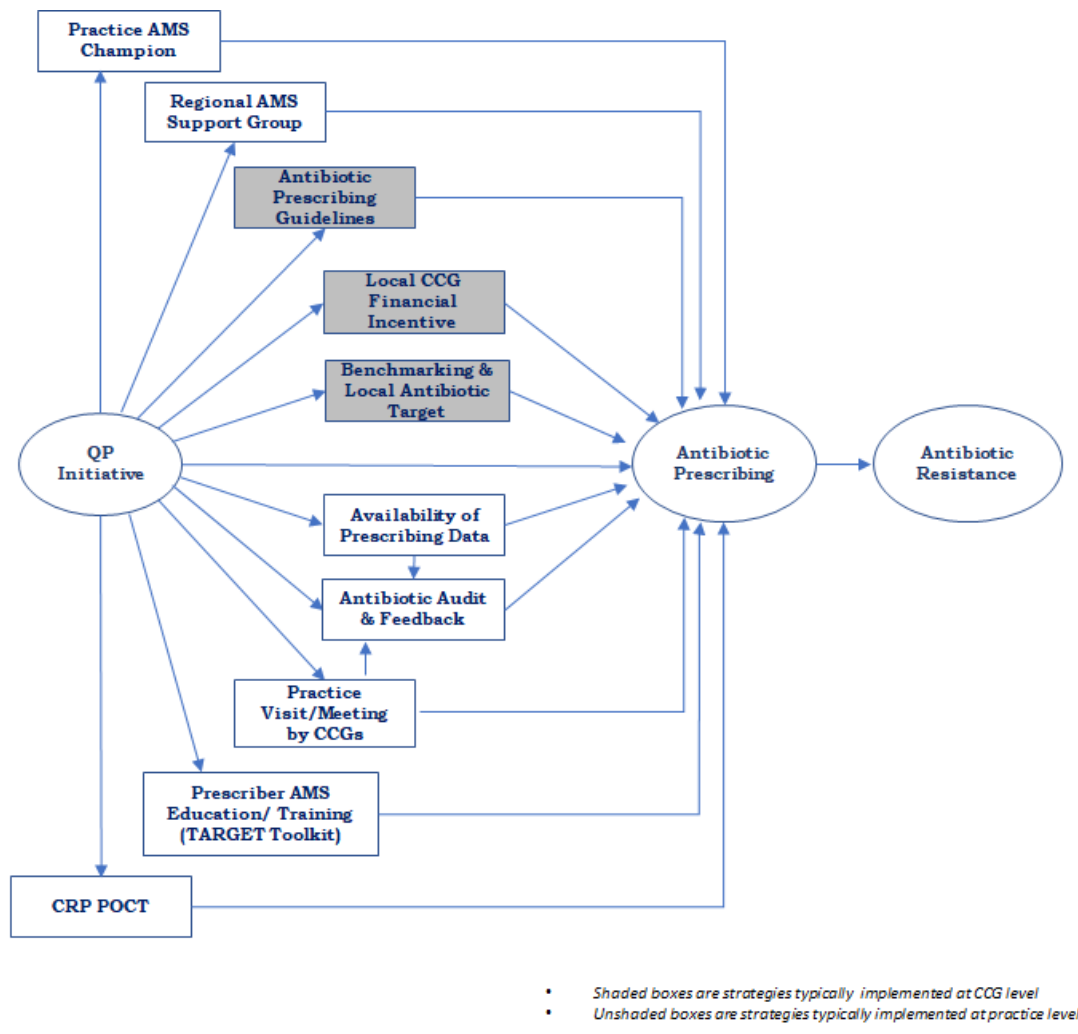 Practice AMS
Champion
Regional AMS
Support Group
Antibiotic
Prescribing
Guidelines
Local CCG
Financial
Incentive
Benchmarking &
Local Antibiotic
Target
QP
Initiative
Antibiotic
Prescribing
Antibiotic
Resistance
Availability of
Prescribing Data
Antibiotic Audit
& Feedback
Practice
Visit/Meeting
by CCGs
Prescriber AMS
Education/ Training
(TARGET Toolkit)
CRP POCT
• Shaded boxes are strategies typically implemented at CCG level
• Unshaded boxes are strategies typically implemented at practice level